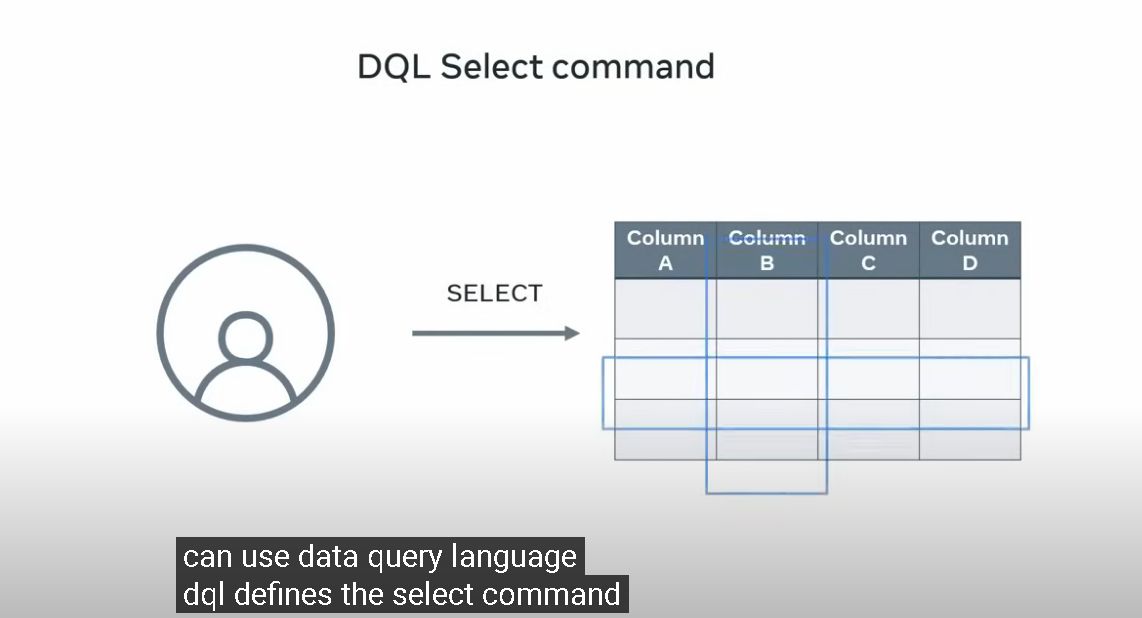 DQL Select command
SELECT
Column A
Column B
Column C
Column D
can use data query language
dql defines the select command